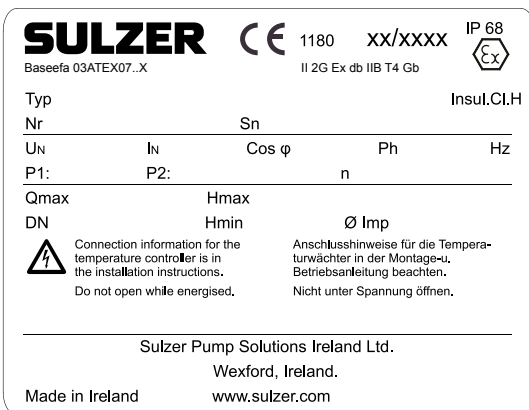 SULZER CE 1180 xx/xxxx IP 68
Baseefa 03ATEX07..X II 2G Ex db IIB T4 Gb Ex
Typ Insul.Cl.H
Nr Sn
UN IN Cos φ Ph Hz
P1: P2: n
Qmax Hmax
DN Hmin Ø Imp
Connection information for the
temperature controller is in
the installation instructions.
Do not open while energised.
Anschlusshinweise für die Tempera-
turwächter in der Montage-u.
Betriebsanleitung beachten.
Nicht unter Spannung öffnen.
Sulzer Pump Solutions Ireland Ltd.
Wexford, Ireland.
Made in Ireland www.sulzer.com